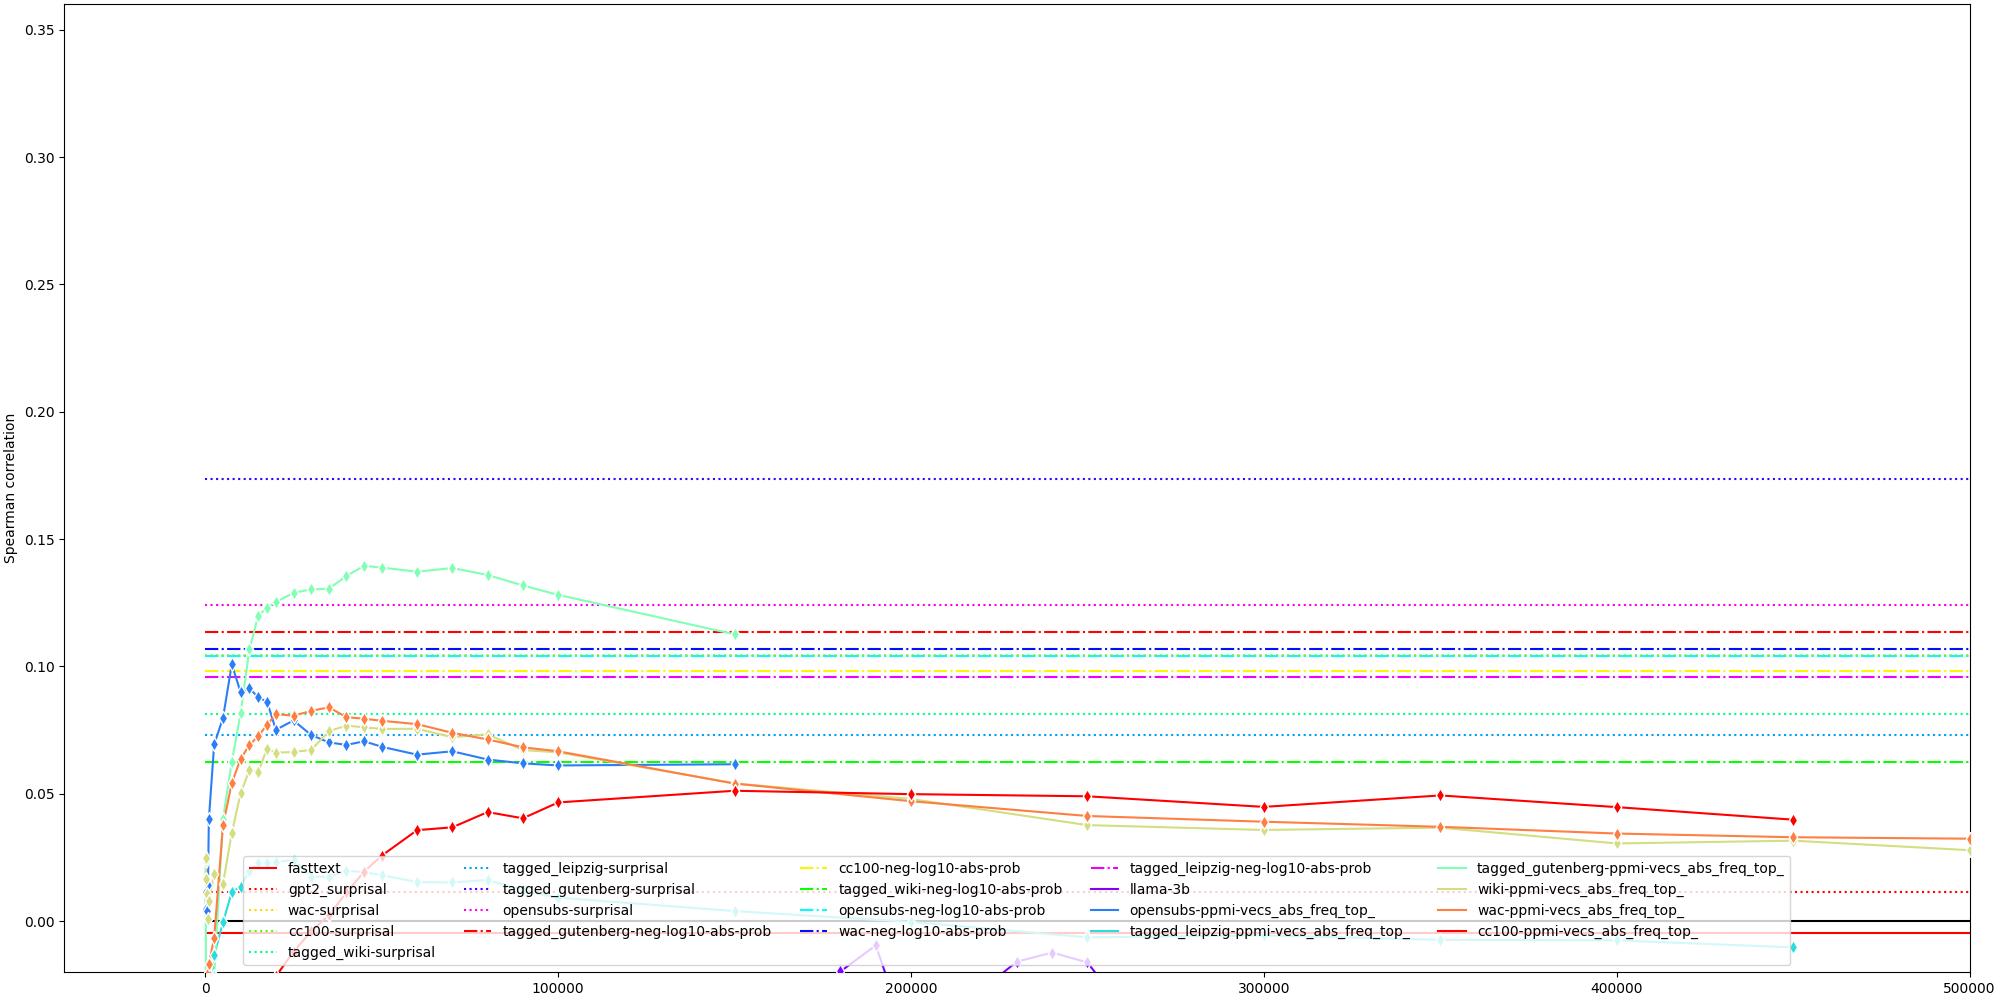 0.35
0.30
0.25
0.20
0.15
0.10
0.05
0.00
Spearman correlation
fasttext
gpt2_surprisal
wac-surprisal
cc100-surprisal
tagged_wiki-surprisal
tagged_leipzig-surprisal
tagged_gutenberg-surprisal
opensubs-surprisal
tagged_gutenberg-neg-log10-abs-prob
cc100-neg-log10-abs-prob
tagged_wiki-neg-log10-abs-prob
opensubs-neg-log10-abs-prob
wac-neg-log10-abs-prob
tagged_leipzig-neg-log10-abs-prob
llama-3b
opensubs-ppmi-vecs_abs_freq_top_
tagged_leipzig-ppmi-vecs_abs_freq_top_
tagged_gutenberg-ppmi-vecs_abs_freq_top_
wiki-ppmi-vecs_abs_freq_top_
wac-ppmi-vecs_abs_freq_top_
cc100-ppmi-vecs_abs_freq_top_
0 100000 200000 300000 400000 500000